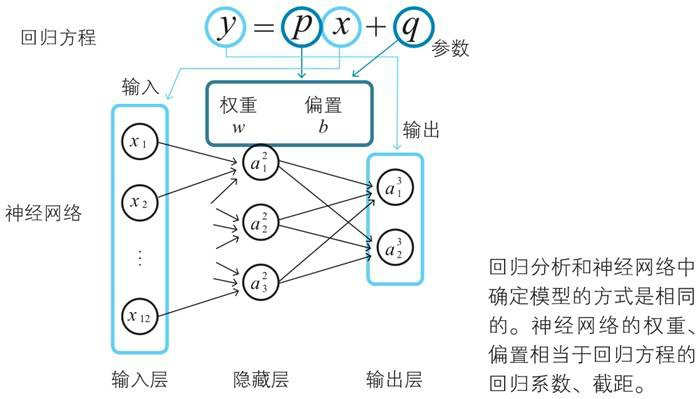 回归方程
y = p x + q
参数
输入
权重 偏置
w b
输出
x1
x2
⋮
x12
a²₁
a²₂
a²₃
a³₁
a³₂
神经网络
输入层 隐藏层 输出层
回归分析和神经网络中
确定模型的方式是相同
的。神经网络的权重、
偏置相当于回归方程的
回归系数、截距。